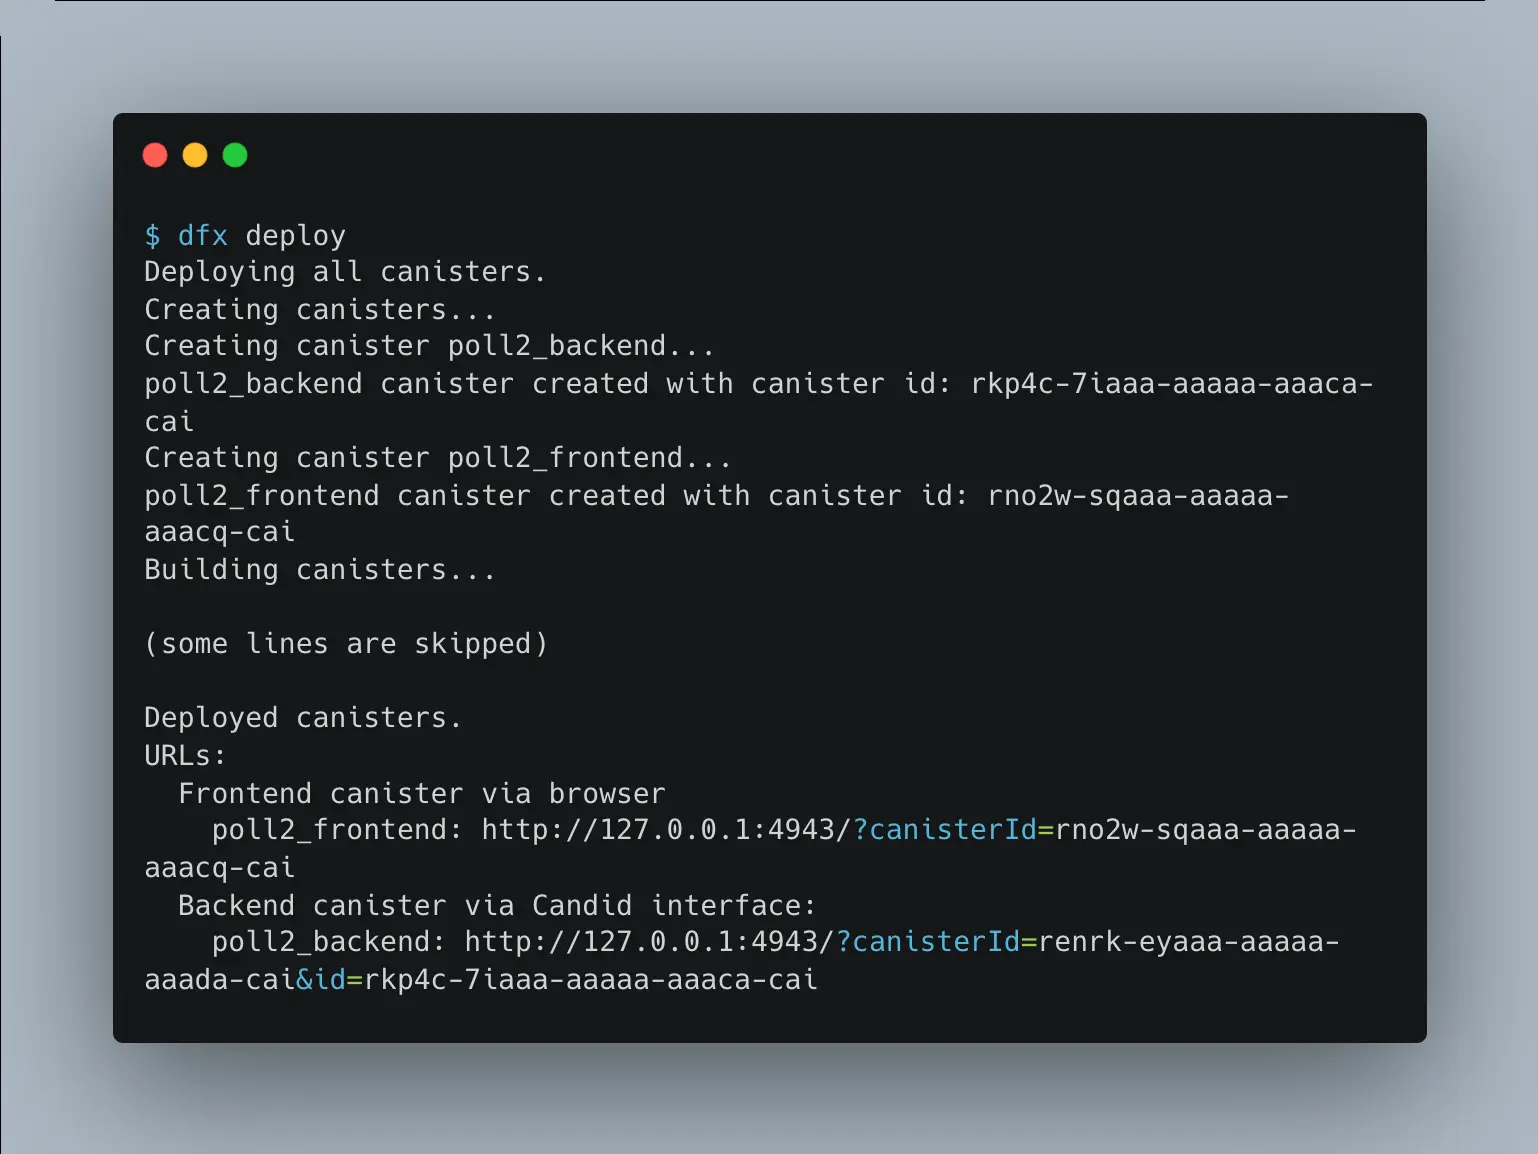 $ dfx deploy
Deploying all canisters.
Creating canisters...
Creating canister poll2_backend...
poll2_backend canister created with canister id: rkp4c-7iaaa-aaaaa-aaaca-
cai
Creating canister poll2_frontend...
poll2_frontend canister created with canister id: rno2w-sqaaa-aaaaa-
aaacq-cai
Building canisters...
(some lines are skipped)
Deployed canisters.
URLs:
Frontend canister via browser
poll2_frontend: http://127.0.0.1:4943/?canisterId=rno2w-sqaaa-aaaaa-
aaacq-cai
Backend canister via Candid interface:
poll2_backend: http://127.0.0.1:4943/?canisterId=renrk-eyaaa-aaaaa-
aaada-cai&id=rkp4c-7iaaa-aaaaa-aaaca-cai